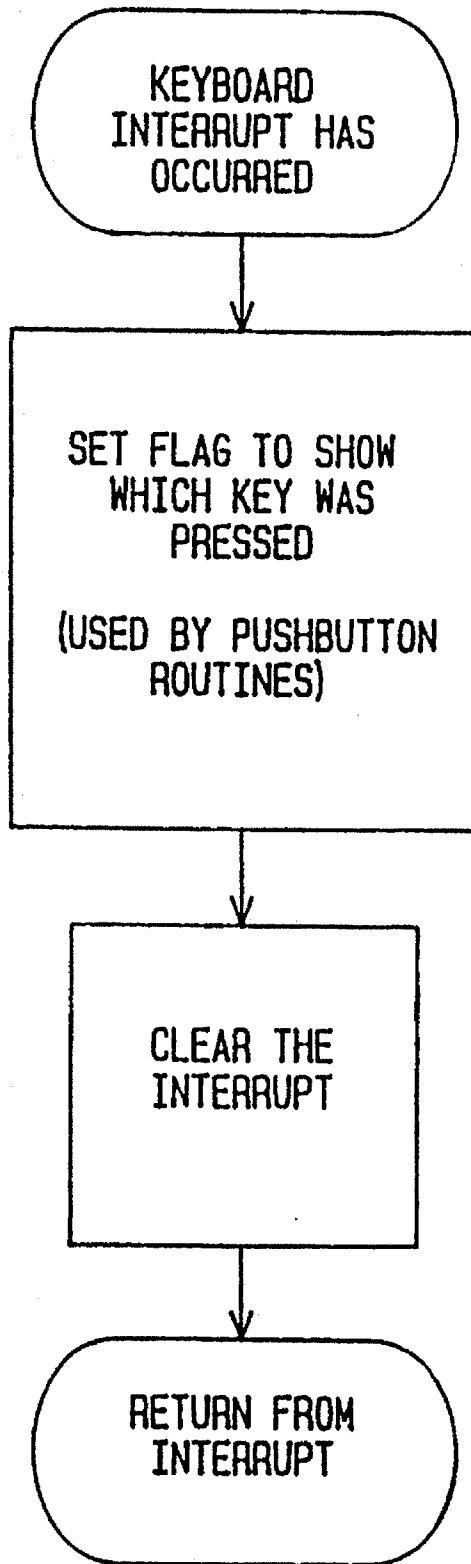 KEYBOARD
INTERRUPT HAS
OCCURRED
SET FLAG TO SHOW
WHICH KEY WAS
PRESSED
(USED BY PUSHBUTTON
ROUTINES)
CLEAR THE
INTERRUPT
RETURN FROM
INTERRUPT